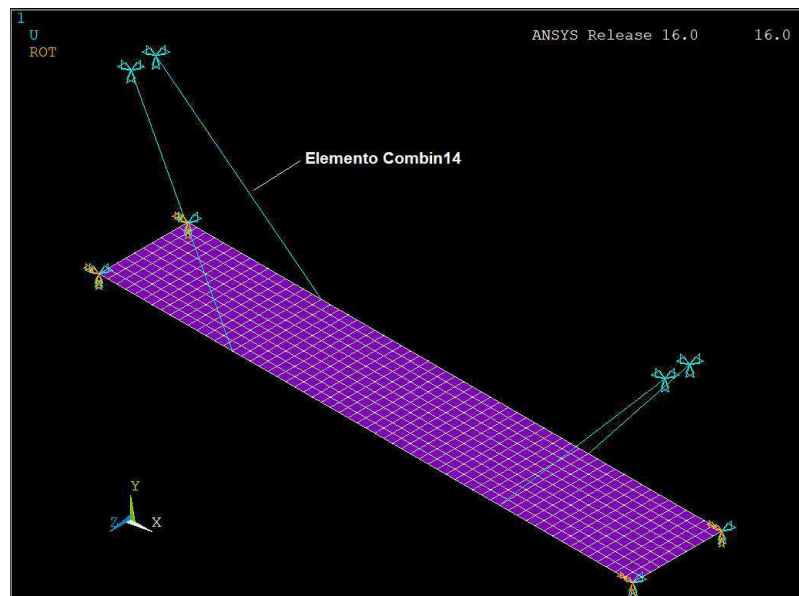 1
U
ROT
ANSYS Release 16.0 16.0
Elemento Combin14
Y
Z X